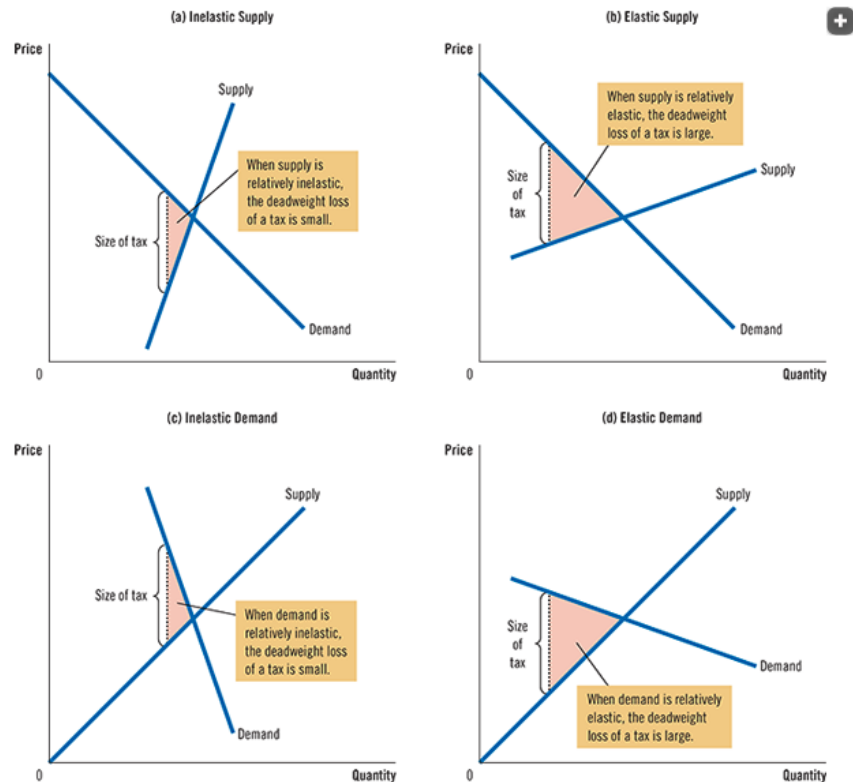 (a) Inelastic Supply
Price
Supply
When supply is
relatively inelastic,
the deadweight loss
of a tax is small.
Size of tax
Demand
0
Quantity
(b) Elastic Supply
Price
When supply is relatively
elastic, the deadweight
loss of a tax is large.
Size
of
tax
Supply
Demand
0
Quantity
(c) Inelastic Demand
Price
Supply
Size of tax
When demand is
relatively inelastic,
the deadweight loss
of a tax is small.
Demand
0
Quantity
(d) Elastic Demand
Price
Supply
Size
of
tax
Demand
When demand is relatively
elastic, the deadweight
loss of a tax is large.
0
Quantity